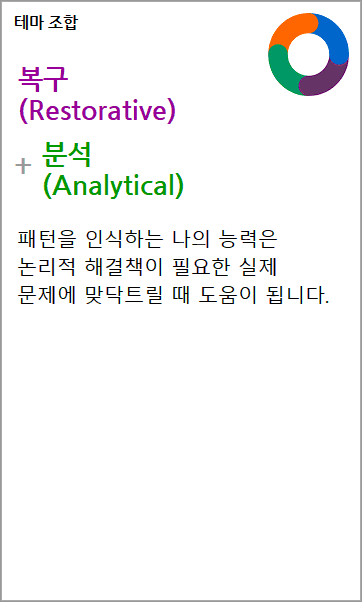 테마 조합
복구
(Restorative)
+ 분석
(Analytical)
패턴을 인식하는 나의 능력은
논리적 해결책이 필요한 실제
문제에 맞닥트릴 때 도움이 됩니다.